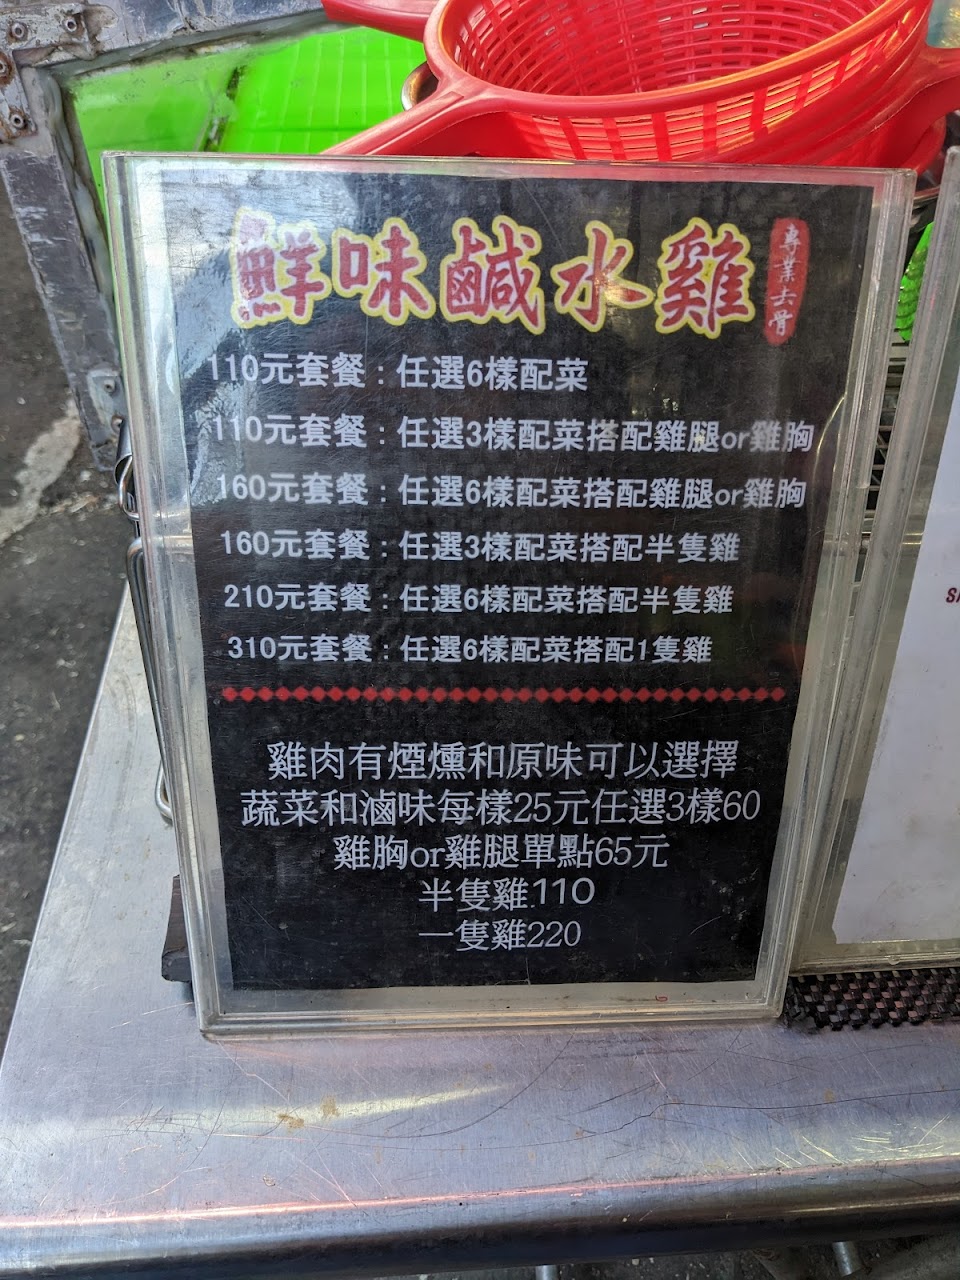 鮮味鹹水雞
專業去骨
110元套餐：任選6樣配菜
110元套餐：任選3樣配菜搭配雞腿or雞胸
160元套餐：任選6樣配菜搭配雞腿or雞胸
160元套餐：任選3樣配菜搭配半隻雞
210元套餐：任選6樣配菜搭配半隻雞
310元套餐：任選6樣配菜搭配1隻雞
雞肉有煙燻和原味可以選擇
蔬菜和滷味每樣25元任選3樣60
雞胸or雞腿單點65元
半隻雞110
一隻雞220